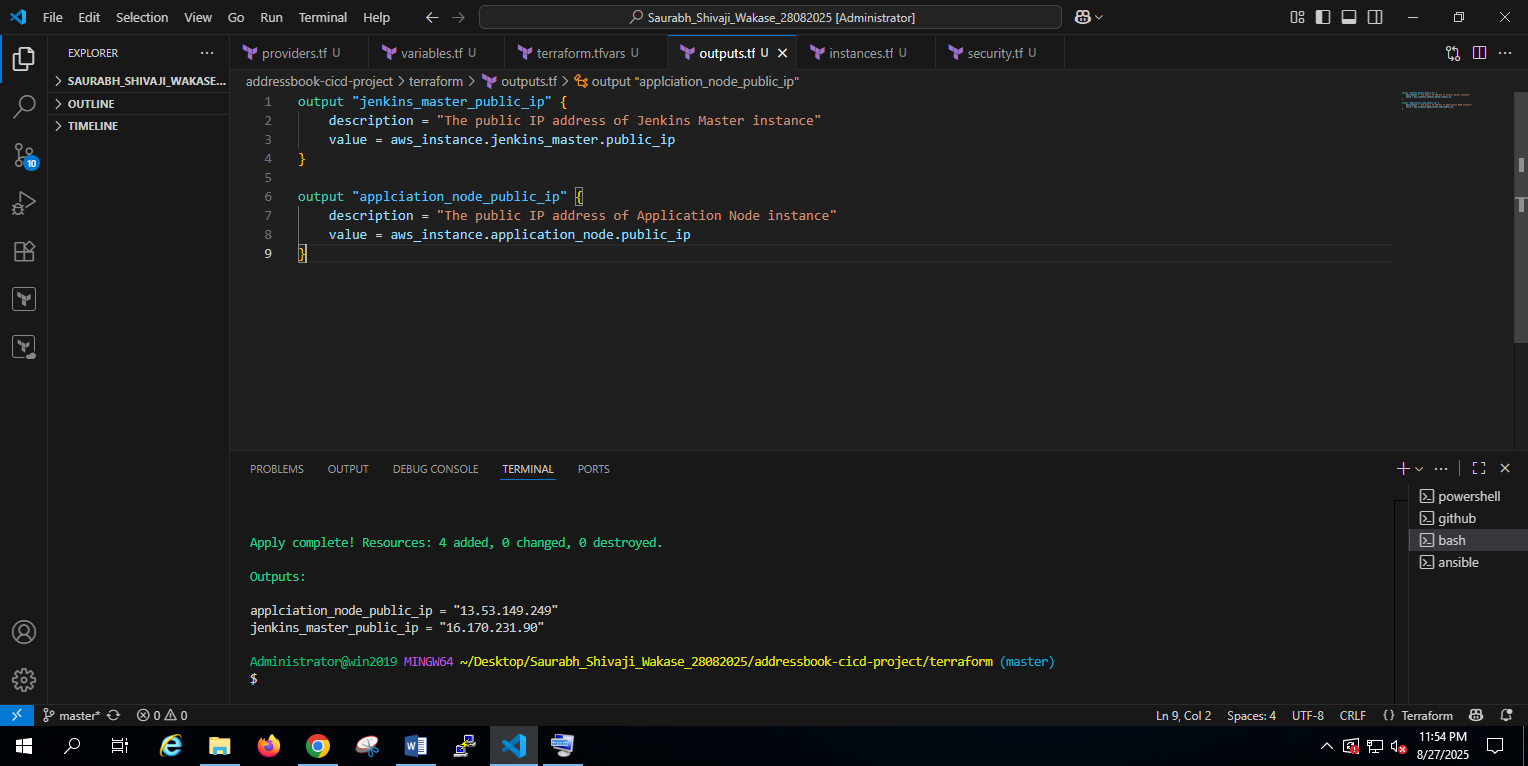 File Edit Selection View Go Run Terminal Help
Saurabh_Shivaji_Wakase_28082025 [Administrator]
EXPLORER
SAURABH_SHIVAJI_WAKASE...
OUTLINE
TIMELINE
10
providers.tf U
variables.tf U
terraform.tfvars U
outputs.tf U
instances.tf U
security.tf U
addressbook-cicd-project > terraform > outputs.tf > output "applciation_node_public_ip"
1 output "jenkins_master_public_ip" {
2 description = "The public IP address of Jenkins Master instance"
3 value = aws_instance.jenkins_master.public_ip
4 }
5
6 output "applciation_node_public_ip" {
7 description = "The public IP address of Application Node instance"
8 value = aws_instance.application_node.public_ip
9 }
PROBLEMS OUTPUT DEBUG CONSOLE TERMINAL PORTS
Apply complete! Resources: 4 added, 0 changed, 0 destroyed.
Outputs:
applciation_node_public_ip = "13.53.149.249"
jenkins_master_public_ip = "16.170.231.90"
Administrator@win2019 MINGW64 ~/Desktop/Saurabh_Shivaji_Wakase_28082025/addressbook-cicd-project/terraform (master)
$
powershell
github
bash
ansible
master* 0 0
Ln 9, Col 2 Spaces: 4 UTF-8 CRLF {} Terraform
11:54 PM
8/27/2025